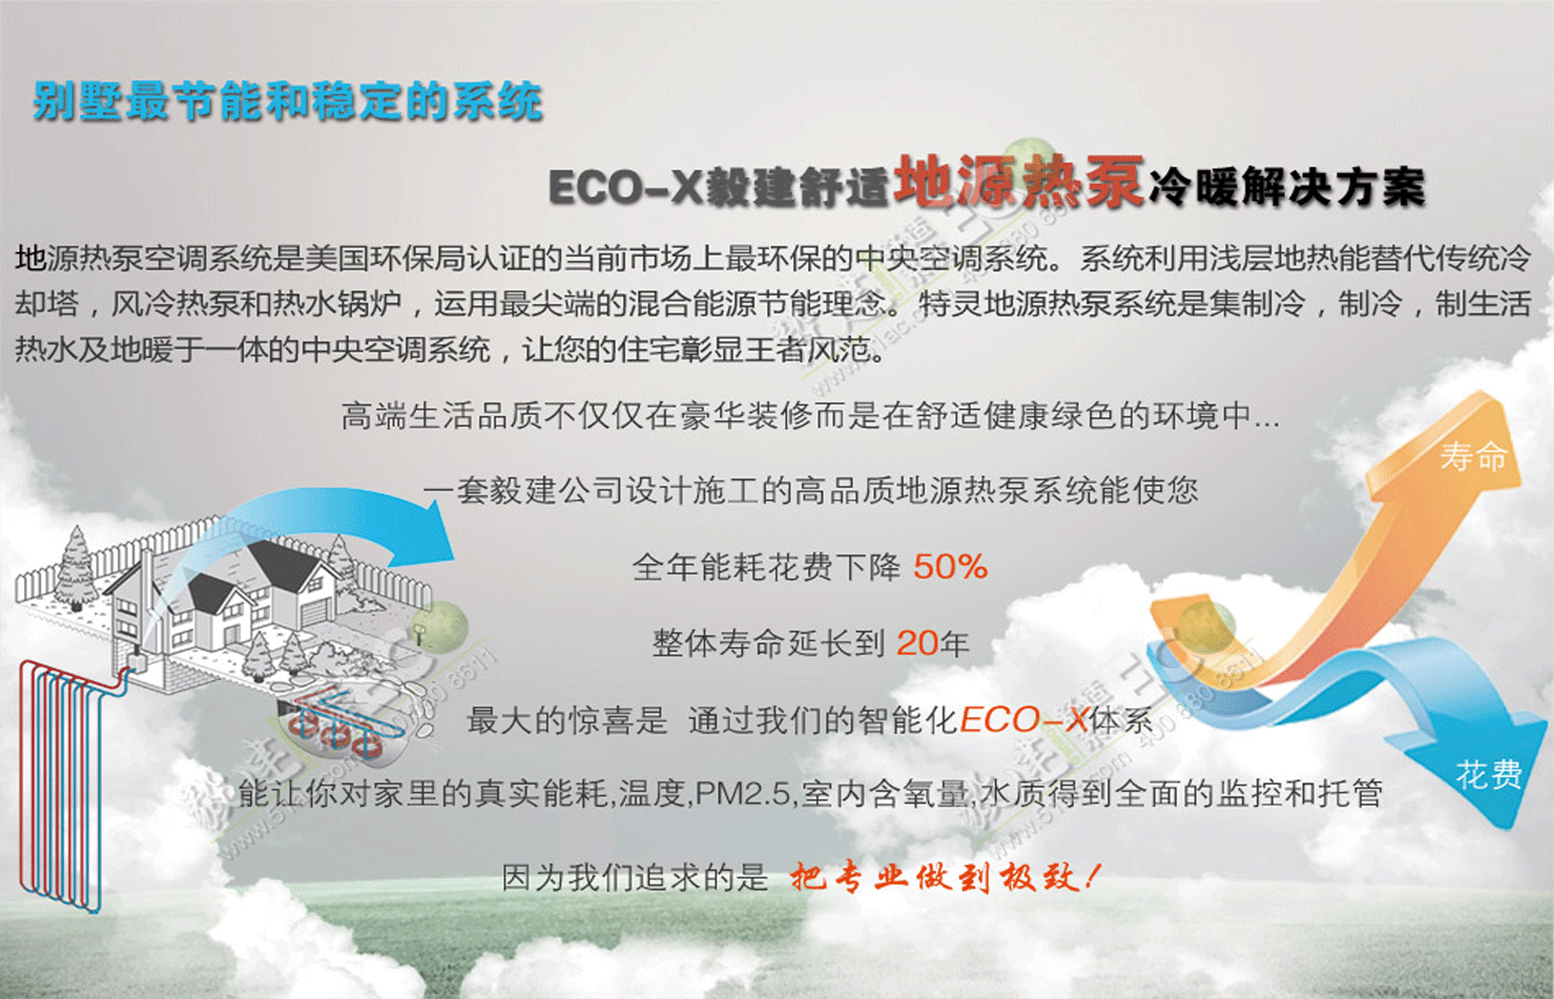 别墅最节能和稳定的系统
ECO-X毅建舒适地源热泵冷暖解决方案
地源热泵空调系统是美国环保局认证的当前市场上最环保的中央空调系统。系统利用浅层地热能替代传统冷
却塔，风冷热泵和热水锅炉，运用最尖端的混合能源节能理念。特灵地源热泵系统是集制冷，制冷，制生活
热水及地暖于一体的中央空调系统，让您的住宅彰显王者风范。
高端生活品质不仅仅在豪华装修而是在舒适健康绿色的环境中...
寿命
一套毅建公司设计施工的高品质地源热泵系统能使您
全年能耗花费下降 50%
整体寿命延长到 20年
最大的惊喜是 通过我们的智能化ECO-X体系
花费
能让你对家里的真实能耗,温度,PM2.5,室内含氧量,水质得到全面的监控和托管
因为我们追求的是 把专业做到极致!